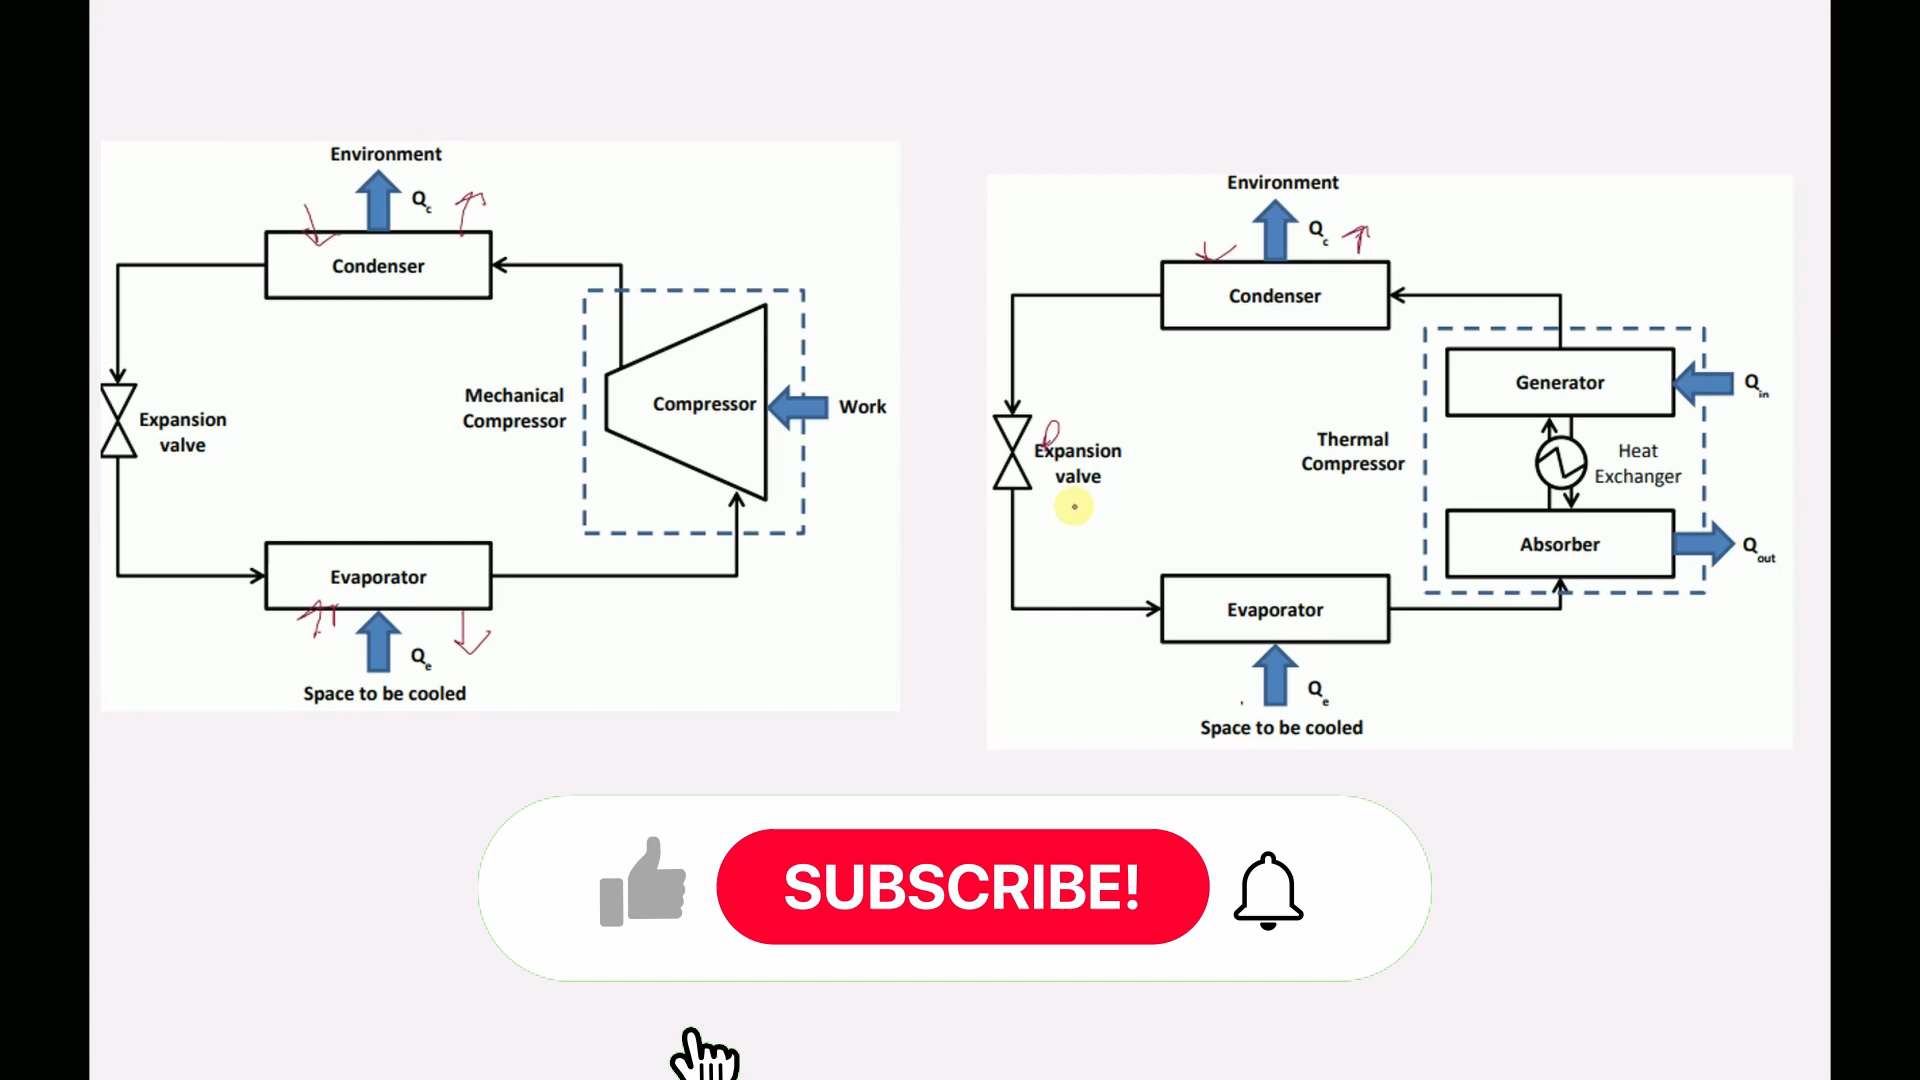 Environment
Qc
Condenser
Mechanical
Compressor
Compressor
Work
Expansion
valve
Evaporator
Qe
Space to be cooled
Environment
Qc
Condenser
Generator
Qin
Thermal
Compressor
Heat
Exchanger
Expansion
valve
Absorber
Qout
Evaporator
Qe
Space to be cooled
SUBSCRIBE!